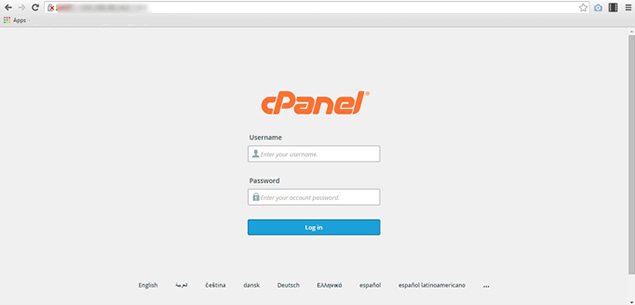 Apps
cPanel®
Username
Enter your username.
Password
Enter your account password.
Log in
English العربية čeština dansk Deutsch Ελληνικά español español latinoamericano ...